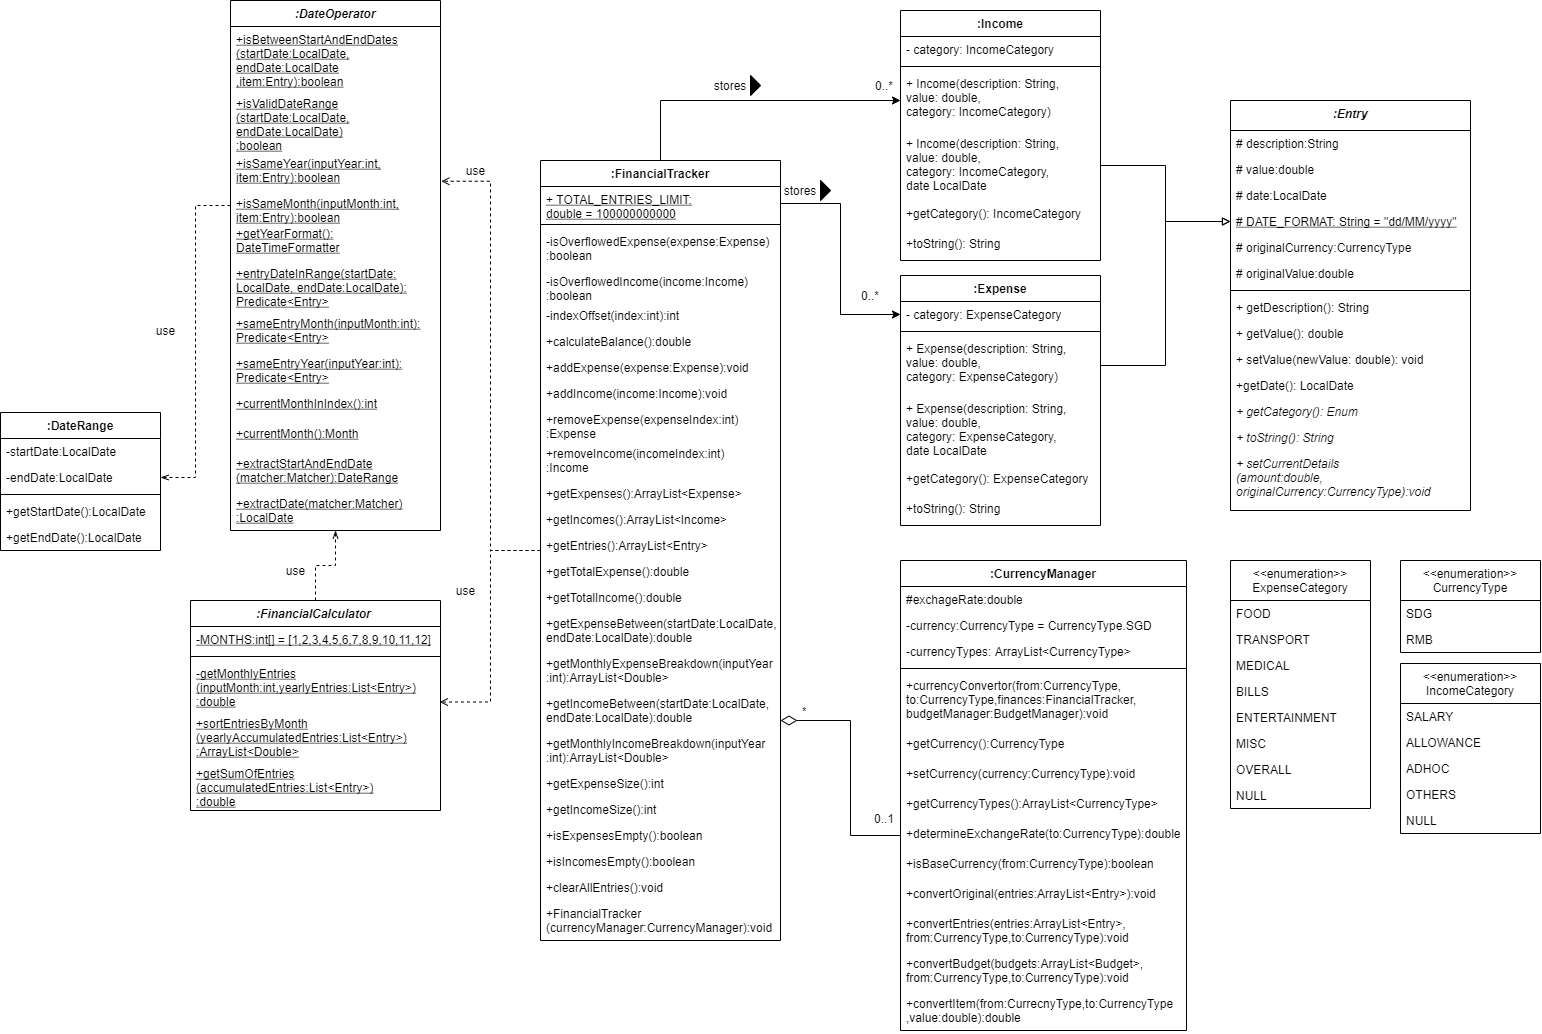 :DateOperator
+isBetweenStartAndEndDates
(startDate:LocalDate,
endDate:LocalDate
,item:Entry):boolean
+isValidDateRange
(startDate:LocalDate,
endDate:LocalDate)
:boolean
+isSameYear(inputYear:int,
item:Entry):boolean
+isSameMonth(inputMonth:int,
item:Entry):boolean
+getYearFormat():
DateTimeFormatter
+entryDateInRange(startDate:
LocalDate, endDate:LocalDate):
Predicate<Entry>
+sameEntryMonth(inputMonth:int):
Predicate<Entry>
+sameEntryYear(inputYear:int):
Predicate<Entry>
+currentMonthInIndex():int
+currentMonth():Month
+extractStartAndEndDate
(matcher:Matcher):DateRange
+extractDate(matcher:Matcher)
:LocalDate
use
:DateRange
-startDate:LocalDate
-endDate:LocalDate
+getStartDate():LocalDate
+getEndDate():LocalDate
use
:FinancialCalculator
-MONTHS:int[] = [1,2,3,4,5,6,7,8,9,10,11,12]
-getMonthlyEntries
(inputMonth:int,yearlyEntries:List<Entry>)
:double
+sortEntriesByMonth
(yearlyAccumulatedEntries:List<Entry>)
:ArrayList<Double>
+getSumOfEntries
(accumulatedEntries:List<Entry>)
:double
use
use
:FinancialTracker
+ TOTAL_ENTRIES_LIMIT:
double = 100000000000
-isOverflowedExpense(expense:Expense)
:boolean
-isOverflowedIncome(income:Income)
:boolean
-indexOffset(index:int):int
+calculateBalance():double
+addExpense(expense:Expense):void
+addIncome(income:Income):void
+removeExpense(expenseIndex:int)
:Expense
+removeIncome(incomeIndex:int)
:Income
+getExpenses():ArrayList<Expense>
+getIncomes():ArrayList<Income>
+getEntries():ArrayList<Entry>
+getTotalExpense():double
+getTotalIncome():double
+getExpenseBetween(startDate:LocalDate,
endDate:LocalDate):double
+getMonthlyExpenseBreakdown(inputYear
:int):ArrayList<Double>
+getIncomeBetween(startDate:LocalDate,
endDate:LocalDate):double
+getMonthlyIncomeBreakdown(inputYear
:int):ArrayList<Double>
+getExpenseSize():int
+getIncomeSize():int
+isExpensesEmpty():boolean
+isIncomesEmpty():boolean
+clearAllEntries():void
+FinancialTracker
(currencyManager:CurrencyManager):void
stores
0..*
stores
0..*
*
0..1
:Income
- category: IncomeCategory
+ Income(description: String,
value: double,
category: IncomeCategory)
+ Income(description: String,
value: double,
category: IncomeCategory,
date LocalDate
+getCategory(): IncomeCategory
+toString(): String
:Expense
- category: ExpenseCategory
+ Expense(description: String,
value: double,
category: ExpenseCategory)
+ Expense(description: String,
value: double,
category: ExpenseCategory,
date LocalDate
+getCategory(): ExpenseCategory
+toString(): String
:Entry
# description:String
# value:double
# date:LocalDate
# DATE_FORMAT: String = "dd/MM/yyyy"
# originalCurrency:CurrencyType
# originalValue:double
+ getDescription(): String
+ getValue(): double
+ setValue(newValue: double): void
+getDate(): LocalDate
+ getCategory(): Enum
+ toString(): String
+ setCurrentDetails
(amount:double,
originalCurrency:CurrencyType):void
:CurrencyManager
#exchageRate:double
-currency:CurrencyType = CurrencyType.SGD
-currencyTypes: ArrayList<CurrencyType>
+currencyConvertor(from:CurrencyType,
to:CurrencyType,finances:FinancialTracker,
budgetManager:BudgetManager):void
+getCurrency():CurrencyType
+setCurrency(currency:CurrencyType):void
+getCurrencyTypes():ArrayList<CurrencyType>
+determineExchangeRate(to:CurrencyType):double
+isBaseCurrency(from:CurrencyType):boolean
+convertOriginal(entries:ArrayList<Entry>):void
+convertEntries(entries:ArrayList<Entry>,
from:CurrencyType,to:CurrencyType):void
+convertBudget(budgets:ArrayList<Budget>,
from:CurrencyType,to:CurrencyType):void
+convertItem(from:CurrecnyType,to:CurrencyType
,value:double):double
<<enumeration>>
ExpenseCategory
FOOD
TRANSPORT
MEDICAL
BILLS
ENTERTAINMENT
MISC
OVERALL
NULL
<<enumeration>>
CurrencyType
SDG
RMB
<<enumeration>>
IncomeCategory
SALARY
ALLOWANCE
ADHOC
OTHERS
NULL